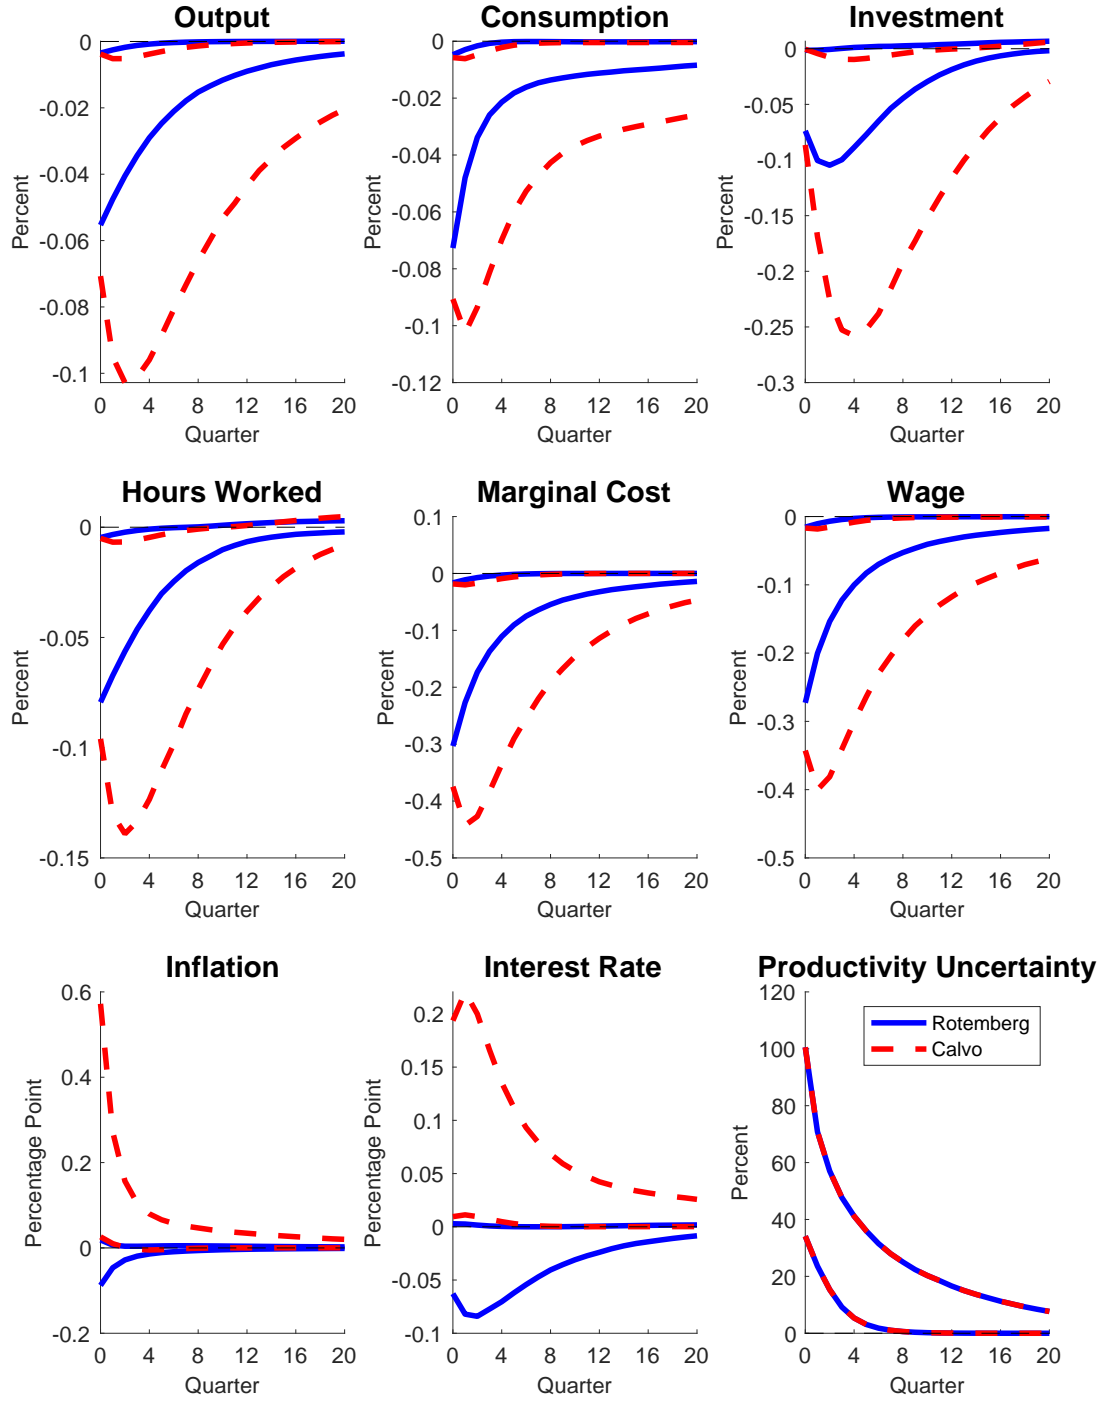 Output
Consumption
Investment
0
-0.02
-0.04
-0.06
-0.08
-0.1
Percent
0 4 8 12 16 20
Quarter
0
-0.02
-0.04
-0.06
-0.08
-0.1
-0.12
Percent
0 4 8 12 16 20
Quarter
0
-0.05
-0.1
-0.15
-0.2
-0.25
-0.3
Percent
0 4 8 12 16 20
Quarter
Hours Worked
Marginal Cost
Wage
0
-0.05
-0.1
-0.15
Percent
0 4 8 12 16 20
Quarter
0.1
0
-0.1
-0.2
-0.3
-0.4
-0.5
Percent
0 4 8 12 16 20
Quarter
0
-0.1
-0.2
-0.3
-0.4
-0.5
Percent
0 4 8 12 16 20
Quarter
Inflation
Interest Rate
Productivity Uncertainty
0.6
0.4
0.2
0
-0.2
Percentage Point
0 4 8 12 16 20
Quarter
0.2
0.15
0.1
0.05
0
-0.05
-0.1
Percentage Point
0 4 8 12 16 20
Quarter
120
100
80
60
40
20
0
Percent
Rotemberg
Calvo
0 4 8 12 16 20
Quarter